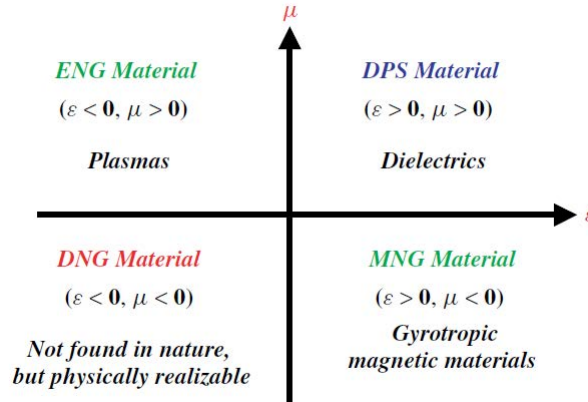 μ
ENG Material
(ε < 0, μ > 0)
Plasmas
DPS Material
(ε > 0, μ > 0)
Dielectrics
ε
DNG Material
(ε < 0, μ < 0)
Not found in nature,
but physically realizable
MNG Material
(ε > 0, μ < 0)
Gyrotropic
magnetic materials